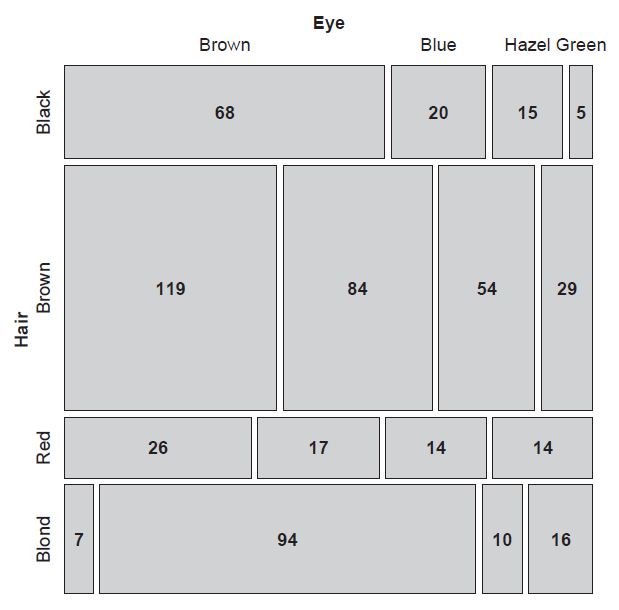 Eye
Brown Blue Hazel Green
Hair
Black 68 20 15 5
Brown 119 84 54 29
Red 26 17 14 14
Blond 7 94 10 16